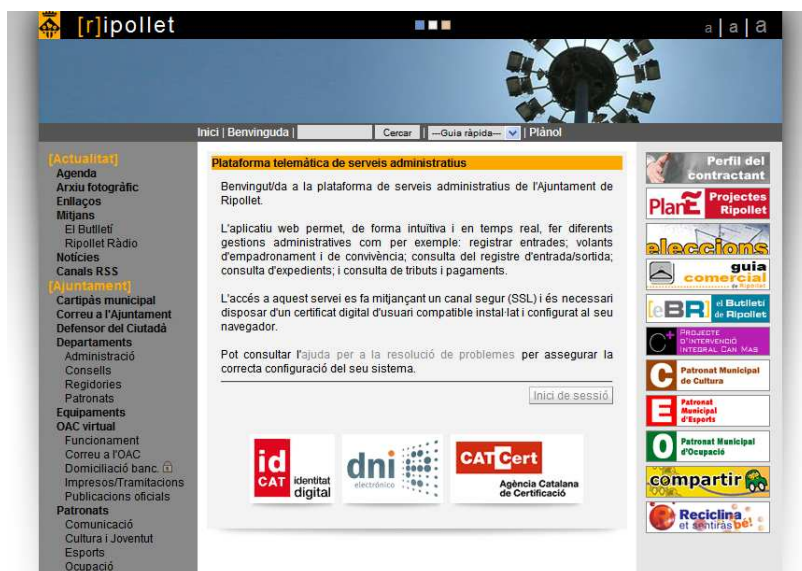 [r]ipollet
a | a | a
Inici | Benvinguda | Cercar | ---Guia ràpida--- | Plànol
[Actualitat]
Agenda
Arxiu fotogràfic
Enllaços
Mitjans
El Butlletí
Ripollet Ràdio
Notícies
Canals RSS
[Ajuntament]
Cartipàs municipal
Correu a l'Ajuntament
Defensor del Ciutadà
Departaments
Administració
Consells
Regidories
Patronats
Equipaments
OAC virtual
Funcionament
Correu a l'OAC
Domiciliació banc.
Impresos/Tramitacions
Publicacions oficials
Patronats
Comunicació
Cultura i Joventut
Esports
Ocupació
Plataforma telemàtica de serveis administratius
Benvingut/da a la plataforma de serveis administratius de l'Ajuntament de
Ripollet.
L'aplicatiu web permet, de forma intuïtiva i en temps real, fer diferents
gestions administratives com per exemple: registrar entrades; volants
d'empadronament i de convivència; consulta del registre d'entrada/sortida;
consulta d'expedients; i consulta de tributs i pagaments.
L'accés a aquest servei es fa mitjançant un canal segur (SSL) i és necessari
disposar d'un certificat digital d'usuari compatible instal·lat i configurat al seu
navegador.
Pot consultar l'ajuda per a la resolució de problemes per assegurar la
correcta configuració del seu sistema.
Inici de sessió
id
CAT
identitat
digital
dni
electrónico
CATCert
Agència Catalana
de Certificació
Perfil del
contractant
PlanE
Projectes
Ripollet
eleccions
guia
comercial
de Ripollet
[eBR]
el Butlletí
de Ripollet
C+
PROJECTE
D'INTERVENCIÓ
INTEGRAL CAN MAS
C
Patronat Municipal
de Cultura
E
Patronat
Municipal
d'Esports
O
Patronat Municipal
d'Ocupació
compartir
Reciclina
et sentiràs bé!